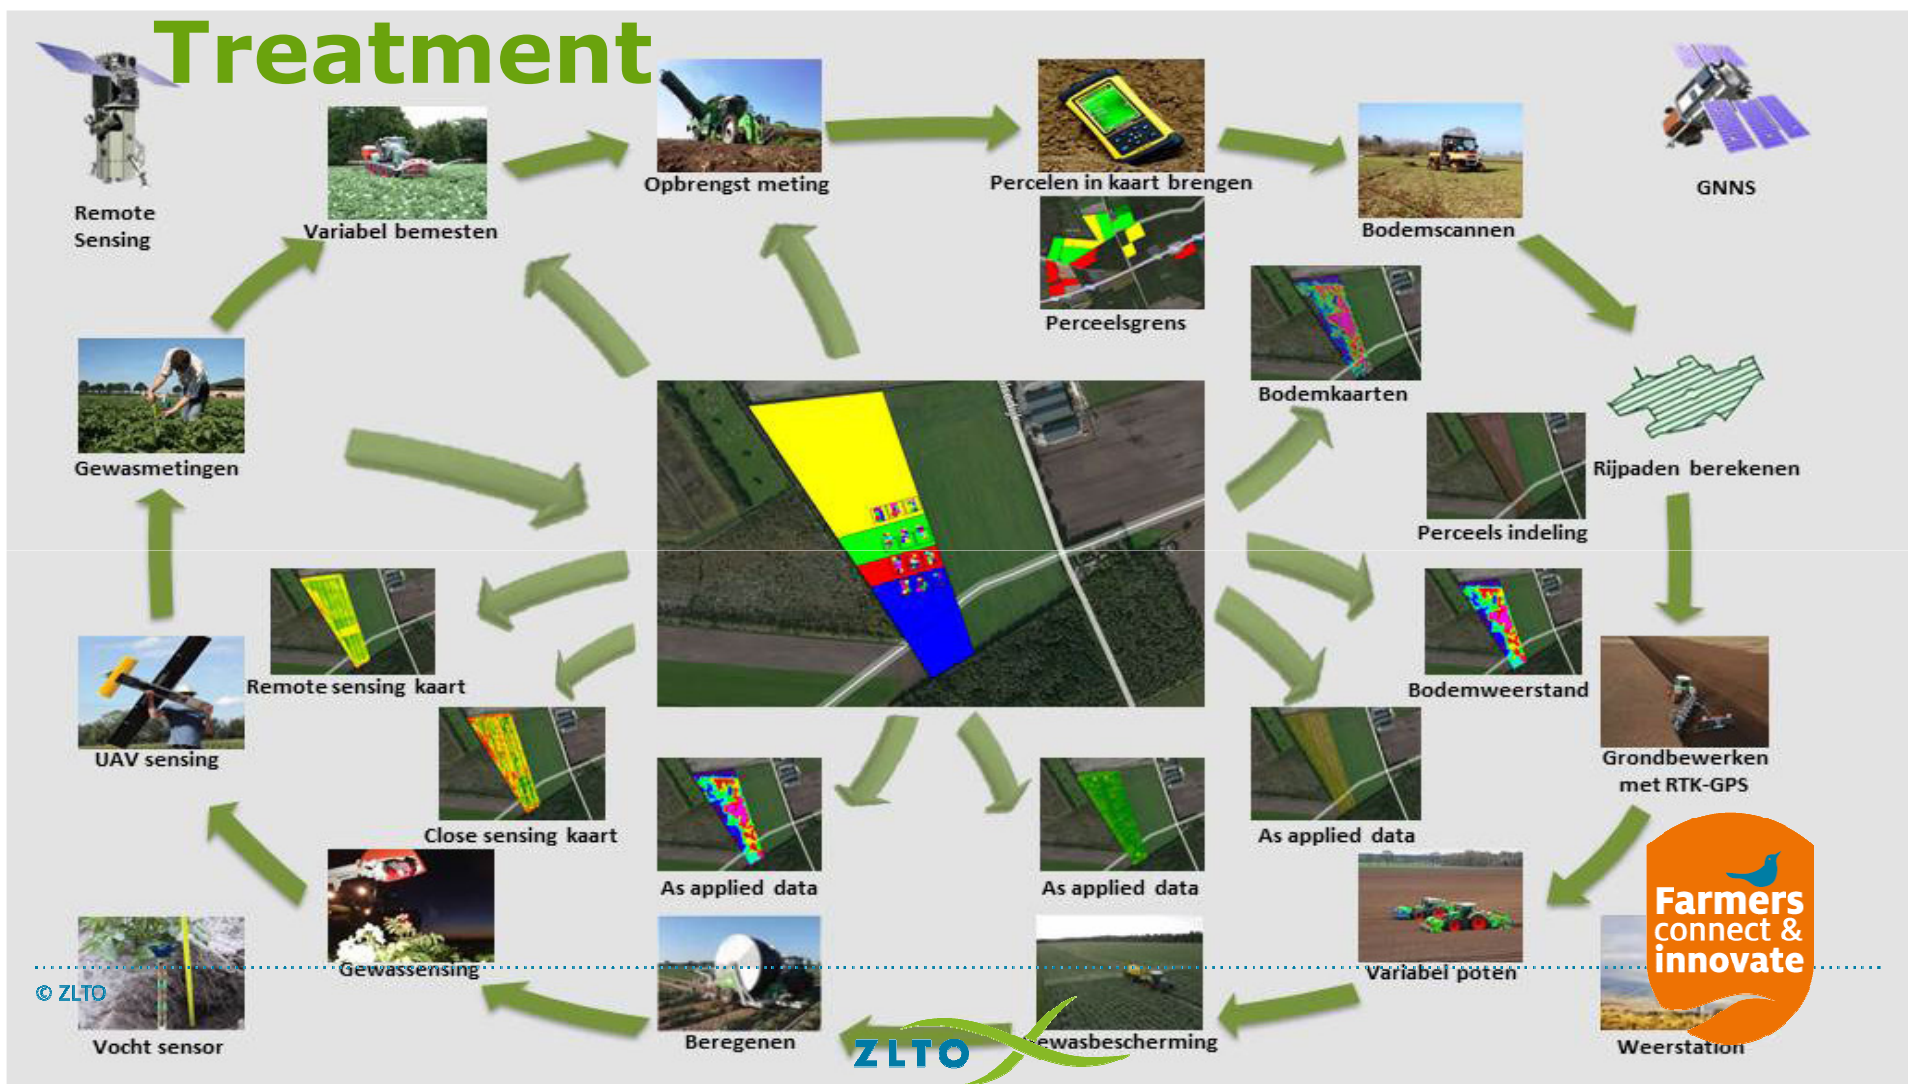 Treatment
Remote
Sensing
Variabel bemesten
Opbrengst meting
Percelen in kaart brengen
Bodemscannen
GNNS
Perceelsgrens
Bodemkaarten
Gewasmetingen
Rijpaden berekenen
Perceels indeling
Remote sensing kaart
Bodemweerstand
UAV sensing
Grondbewerken
met RTK-GPS
Close sensing kaart
As applied data
As applied data
As applied data
Farmers
connect &
innovate
Gewassensing
Variabel poten
© ZLTO
Vocht sensor
Beregenen
ewasbescherming
Weerstation
ZLTO